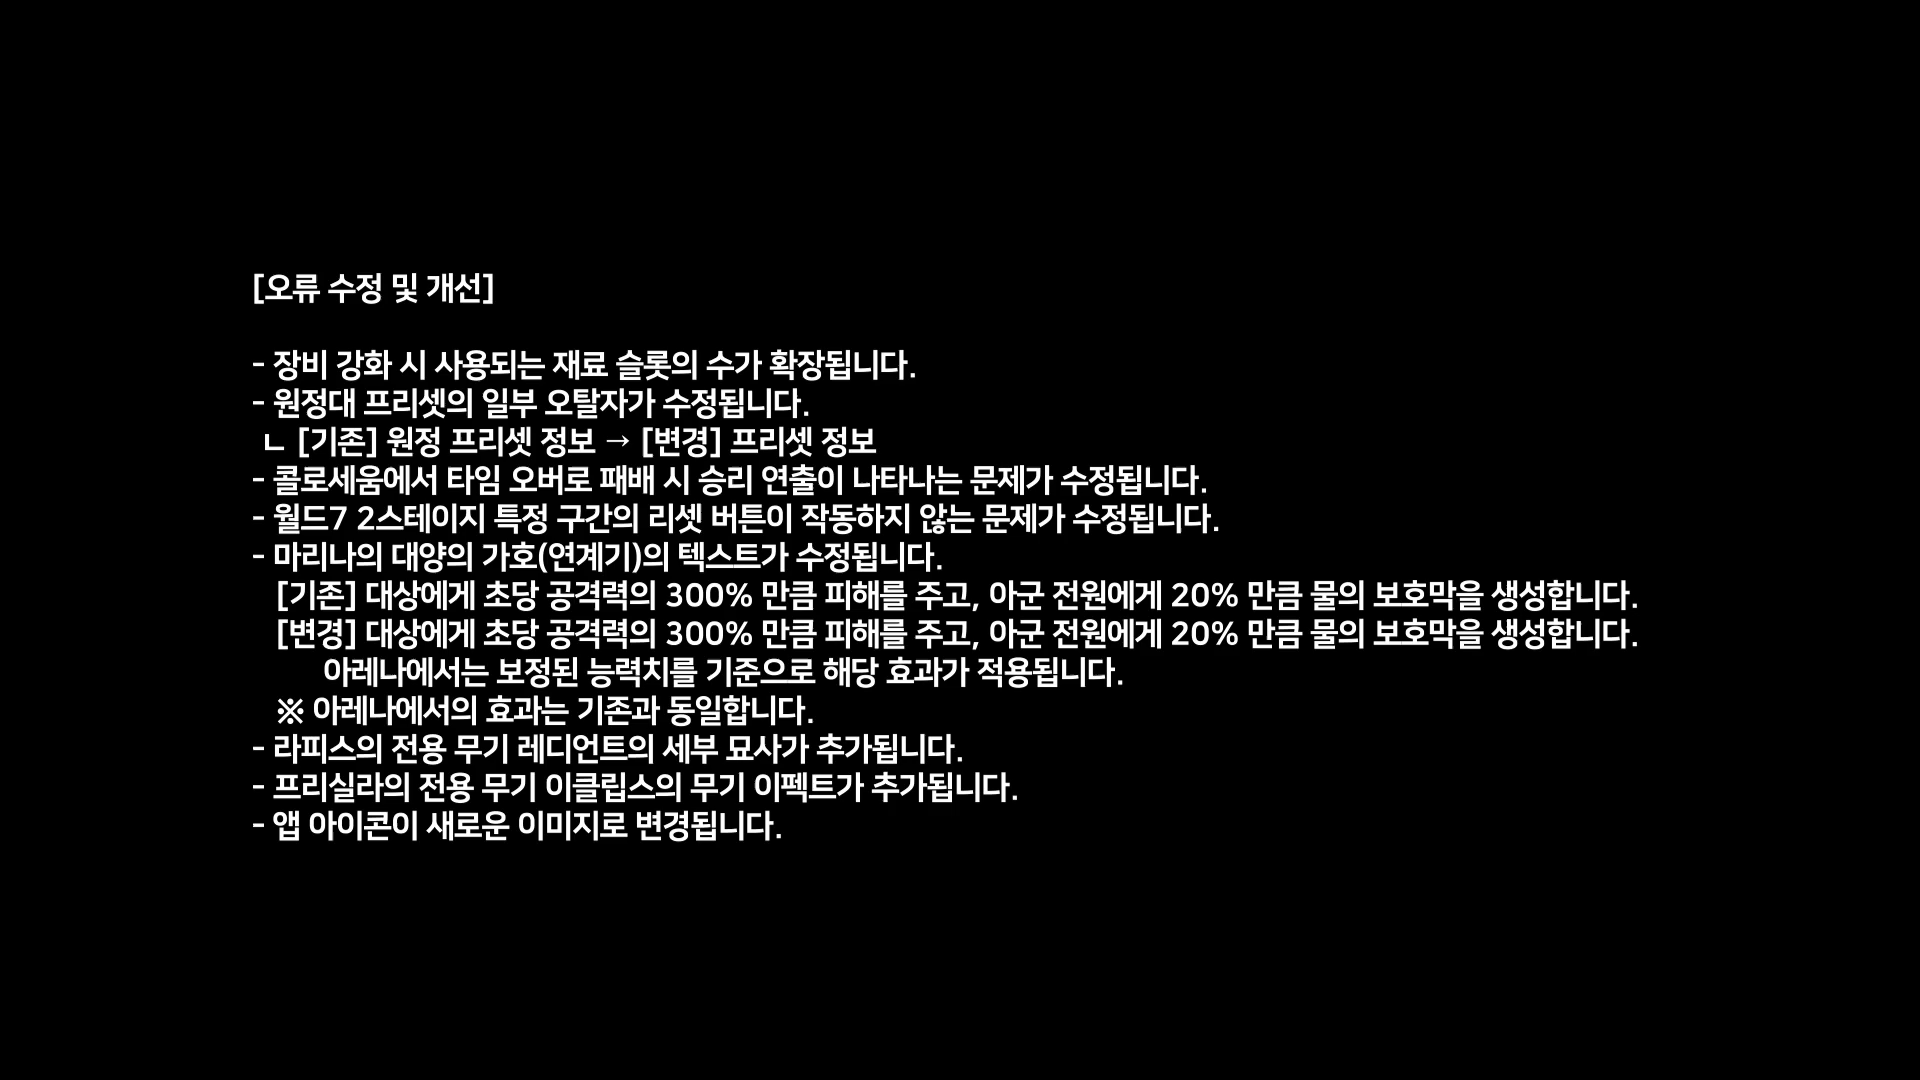 [오류 수정 및 개선]
- 장비 강화 시 사용되는 재료 슬롯의 수가 확장됩니다.
- 원정대 프리셋의 일부 오탈자가 수정됩니다.
ㄴ [기존] 원정 프리셋 정보 → [변경] 프리셋 정보
- 콜로세움에서 타임 오버로 패배 시 승리 연출이 나타나는 문제가 수정됩니다.
- 월드7 2스테이지 특정 구간의 리셋 버튼이 작동하지 않는 문제가 수정됩니다.
- 마리나의 대양의 가호(연계기)의 텍스트가 수정됩니다.
[기존] 대상에게 초당 공격력의 300% 만큼 피해를 주고, 아군 전원에게 20% 만큼 물의 보호막을 생성합니다.
[변경] 대상에게 초당 공격력의 300% 만큼 피해를 주고, 아군 전원에게 20% 만큼 물의 보호막을 생성합니다.
아레나에서는 보정된 능력치를 기준으로 해당 효과가 적용됩니다.
※ 아레나에서의 효과는 기존과 동일합니다.
- 라피스의 전용 무기 레디언트의 세부 묘사가 추가됩니다.
- 프리실라의 전용 무기 이클립스의 무기 이펙트가 추가됩니다.
- 앱 아이콘이 새로운 이미지로 변경됩니다.